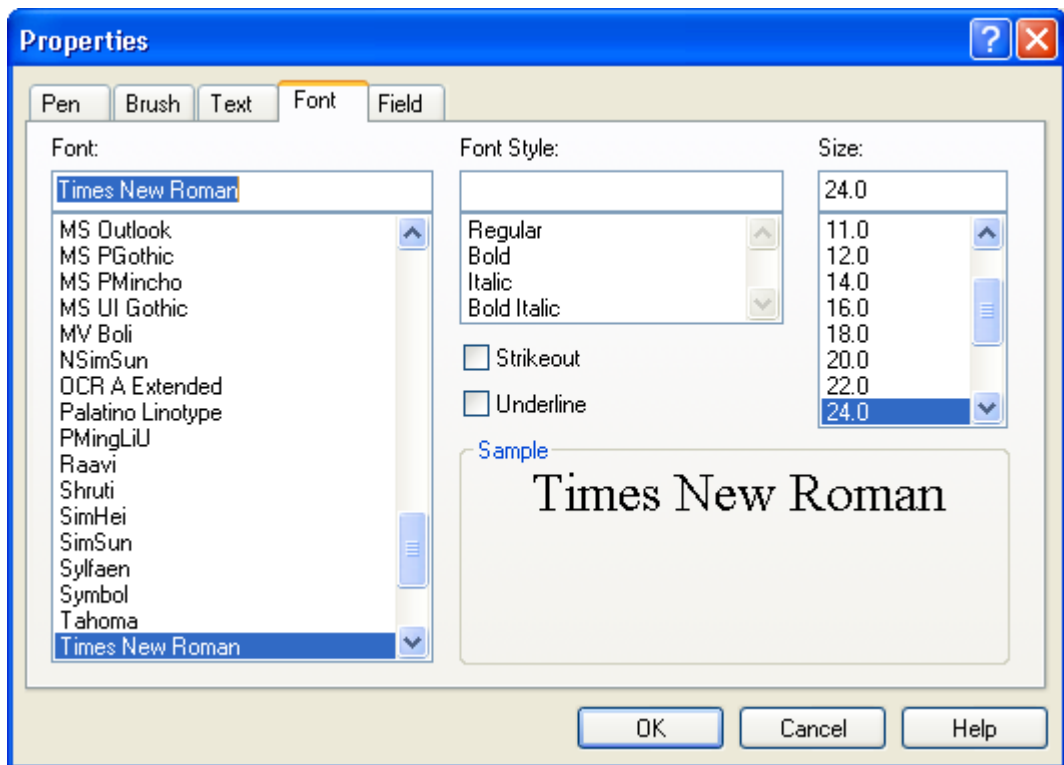 Properties
Pen Brush Text Font Field
Font: Font Style: Size:
Times New Roman 24.0
MS Outlook
MS PGothic
MS PMincho
MS UI Gothic
MV Boli
NSimSun
OCR A Extended
Palatino Linotype
PMingLiU
Raavi
Shruti
SimHei
SimSun
Sylfaen
Symbol
Tahoma
Times New Roman
Regular
Bold
Italic
Bold Italic
Strikeout
Underline
11.0
12.0
14.0
16.0
18.0
20.0
22.0
24.0
Sample
Times New Roman
OK Cancel Help